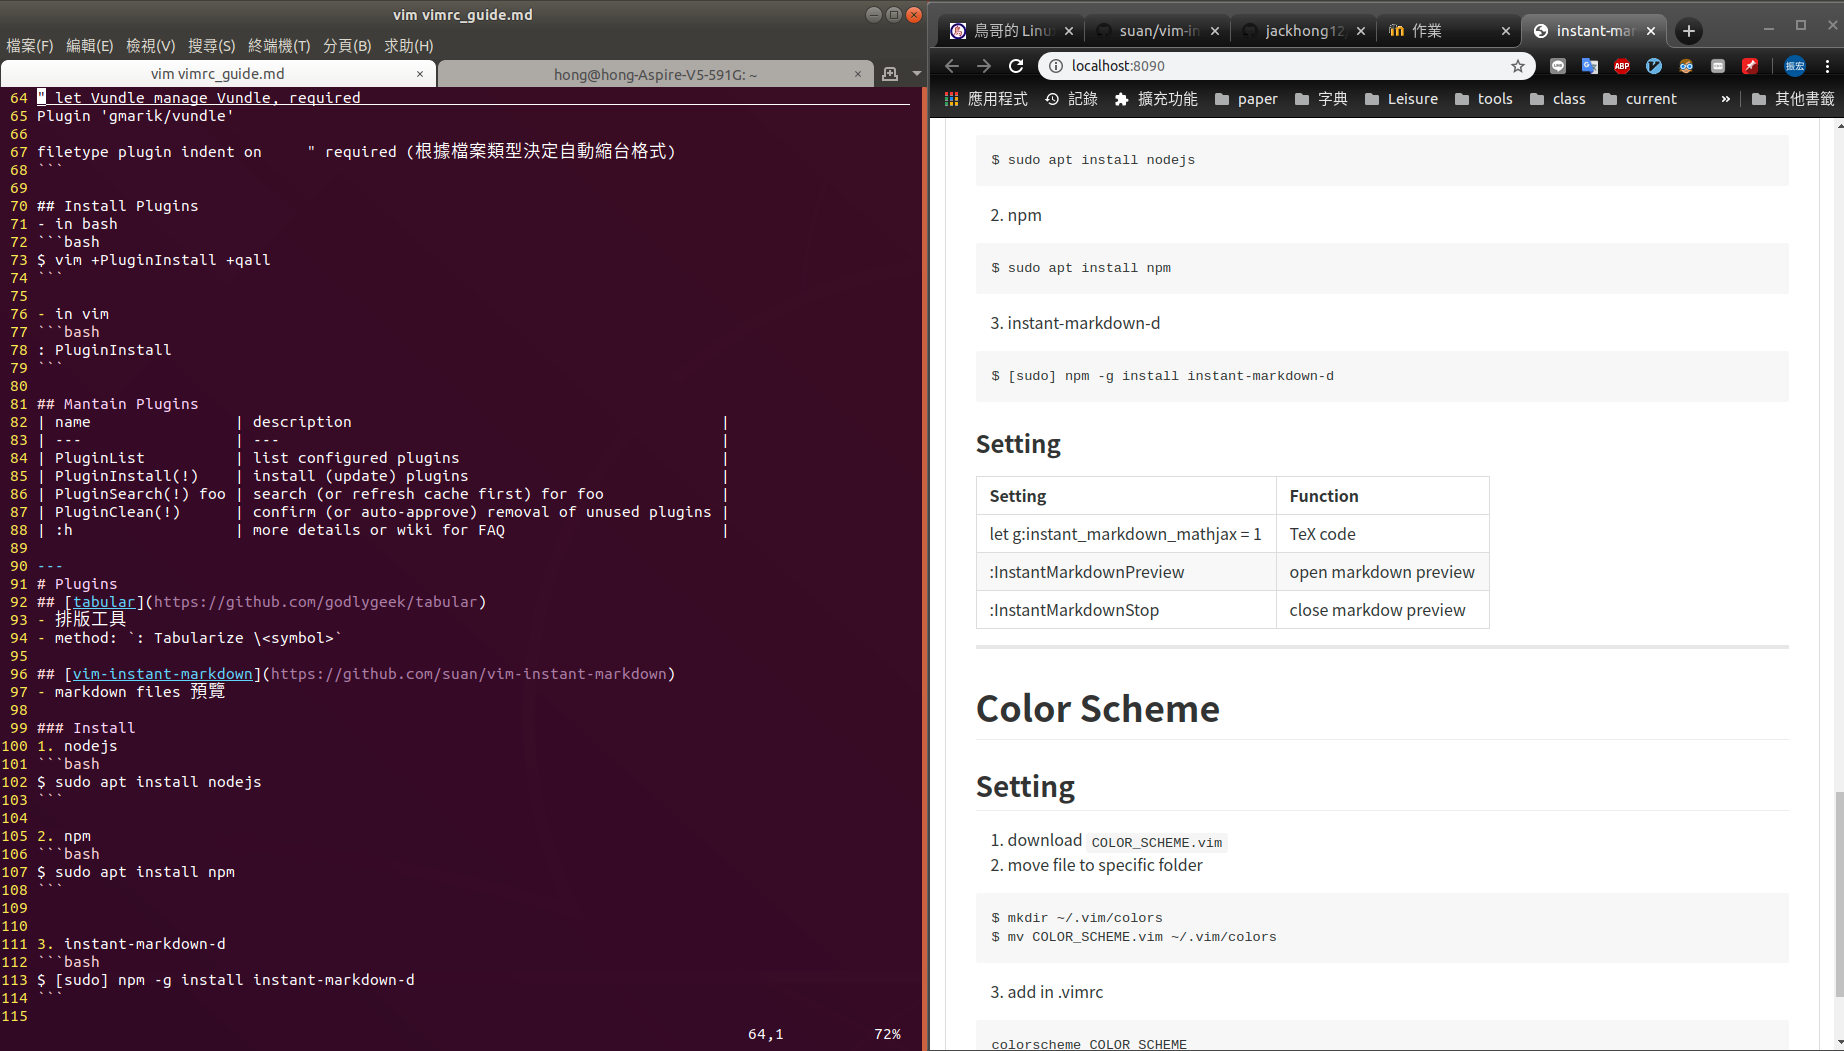 vim vimrc_guide.md
檔案(F) 編輯(E) 檢視(V) 搜尋(S) 終端機(T) 分頁(B) 求助(H)
vim vimrc_guide.md × hong@hong-Aspire-V5-591G: ~ ×
64 " let Vundle manage Vundle, required
65 Plugin 'gmarik/vundle'
66
67 filetype plugin indent on " required (根據檔案類型決定自動縮台格式)
68 ```
69
70 ## Install Plugins
71 - in bash
72 ```bash
73 $ vim +PluginInstall +qall
74 ```
75
76 - in vim
77 ```bash
78 : PluginInstall
79 ```
80
81 ## Mantain Plugins
82 | name | description |
83 | --- | --- |
84 | PluginList | list configured plugins |
85 | PluginInstall(!) | install (update) plugins |
86 | PluginSearch(!) foo | search (or refresh cache first) for foo |
87 | PluginClean(!) | confirm (or auto-approve) removal of unused plugins |
88 | :h | more details or wiki for FAQ |
89
90 ---
91 # Plugins
92 ## [tabular](https://github.com/godlygeek/tabular)
93 - 排版工具
94 - method: `: Tabularize \<symbol>`
95
96 ## [vim-instant-markdown](https://github.com/suan/vim-instant-markdown)
97 - markdown files 預覽
98
99 ### Install
100 1. nodejs
101 ```bash
102 $ sudo apt install nodejs
103 ```
104
105 2. npm
106 ```bash
107 $ sudo apt install npm
108 ```
109
110
111 3. instant-markdown-d
112 ```bash
113 $ [sudo] npm -g install instant-markdown-d
114 ```
115
64,1 72%
鳥哥的 Linu × suan/vim-in × jackhong12 × 作業 × instant-mar ×
localhost:8090 ABP 振宏
應用程式 記錄 擴充功能 paper 字典 Leisure tools class current » 其他書籤
$ sudo apt install nodejs
2. npm
$ sudo apt install npm
3. instant-markdown-d
$ [sudo] npm -g install instant-markdown-d
Setting
Setting Function
let g:instant_markdown_mathjax = 1 TeX code
:InstantMarkdownPreview open markdown preview
:InstantMarkdownStop close markdow preview
Color Scheme
Setting
1. download COLOR_SCHEME.vim
2. move file to specific folder
$ mkdir ~/.vim/colors
$ mv COLOR_SCHEME.vim ~/.vim/colors
3. add in .vimrc
colorscheme COLOR_SCHEME